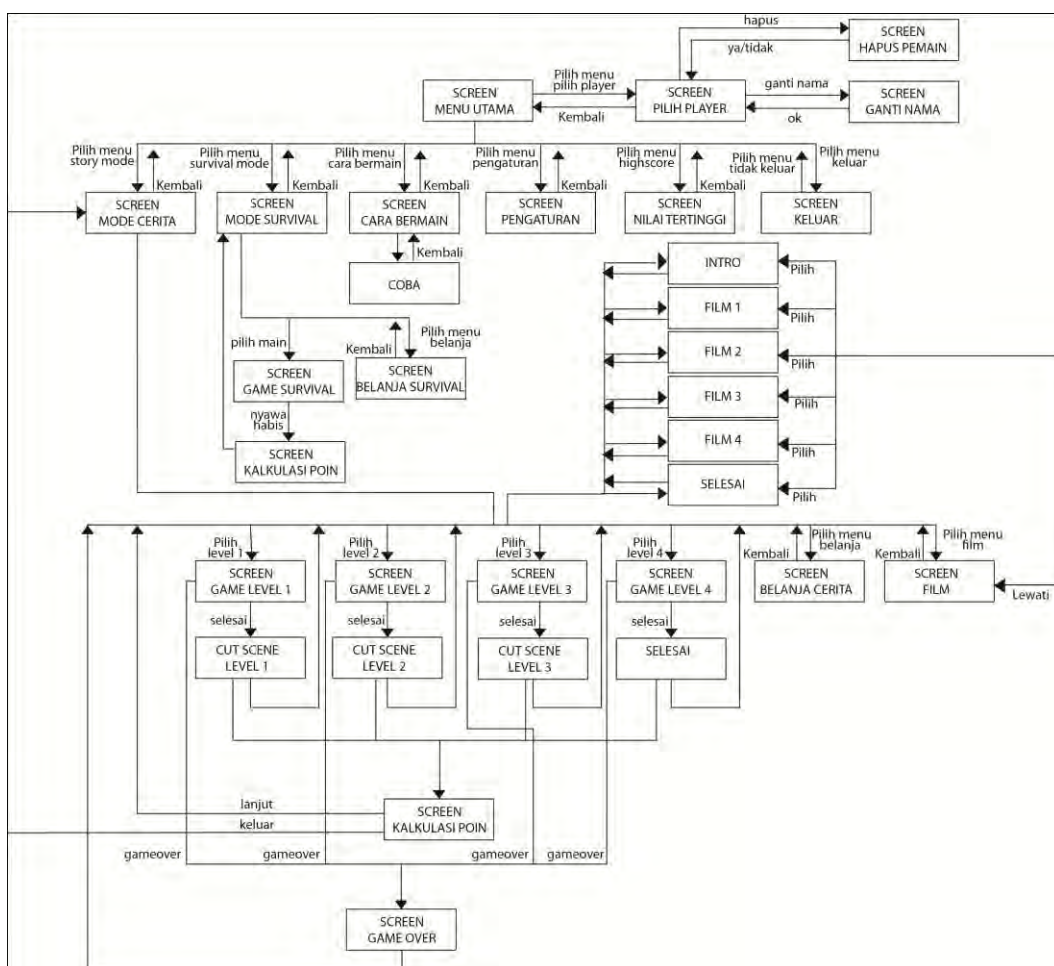 hapus
SCREEN
HAPUS PEMAIN
ya/tidak
Pilih menu
pilih player
SCREEN
MENU UTAMA
SCREEN
PILIH PLAYER
ganti nama
SCREEN
GANTI NAMA
Kembali
ok
Pilih menu
story mode
Pilih menu
survival mode
Pilih menu
cara bermain
Pilih menu
pengaturan
Pilih menu
highscore
Pilih menu
tidak keluar
Pilih menu
keluar
Kembali
Kembali
Kembali
Kembali
Kembali
SCREEN
MODE CERITA
SCREEN
MODE SURVIVAL
SCREEN
CARA BERMAIN
SCREEN
PENGATURAN
SCREEN
NILAI TERTINGGI
SCREEN
KELUAR
Kembali
COBA
INTRO
Pilih
FILM 1
Pilih
FILM 2
Pilih
FILM 3
Pilih
FILM 4
Pilih
SELESAI
Pilih
pilih main
Kembali
Pilih menu
belanja
SCREEN
GAME SURVIVAL
SCREEN
BELANJA SURVIVAL
nyawa
habis
SCREEN
KALKULASI POIN
Pilih
level 1
Pilih
level 2
Pilih
level 3
Pilih
level 4
Kembali
Pilih menu
belanja
Kembali
Pilih menu
film
SCREEN
GAME LEVEL 1
SCREEN
GAME LEVEL 2
SCREEN
GAME LEVEL 3
SCREEN
GAME LEVEL 4
SCREEN
BELANJA CERITA
SCREEN
FILM
Lewati
selesai
selesai
selesai
selesai
CUT SCENE
LEVEL 1
CUT SCENE
LEVEL 2
CUT SCENE
LEVEL 3
SELESAI
lanjut
keluar
SCREEN
KALKULASI POIN
gameover
gameover
gameover
gameover
SCREEN
GAME OVER